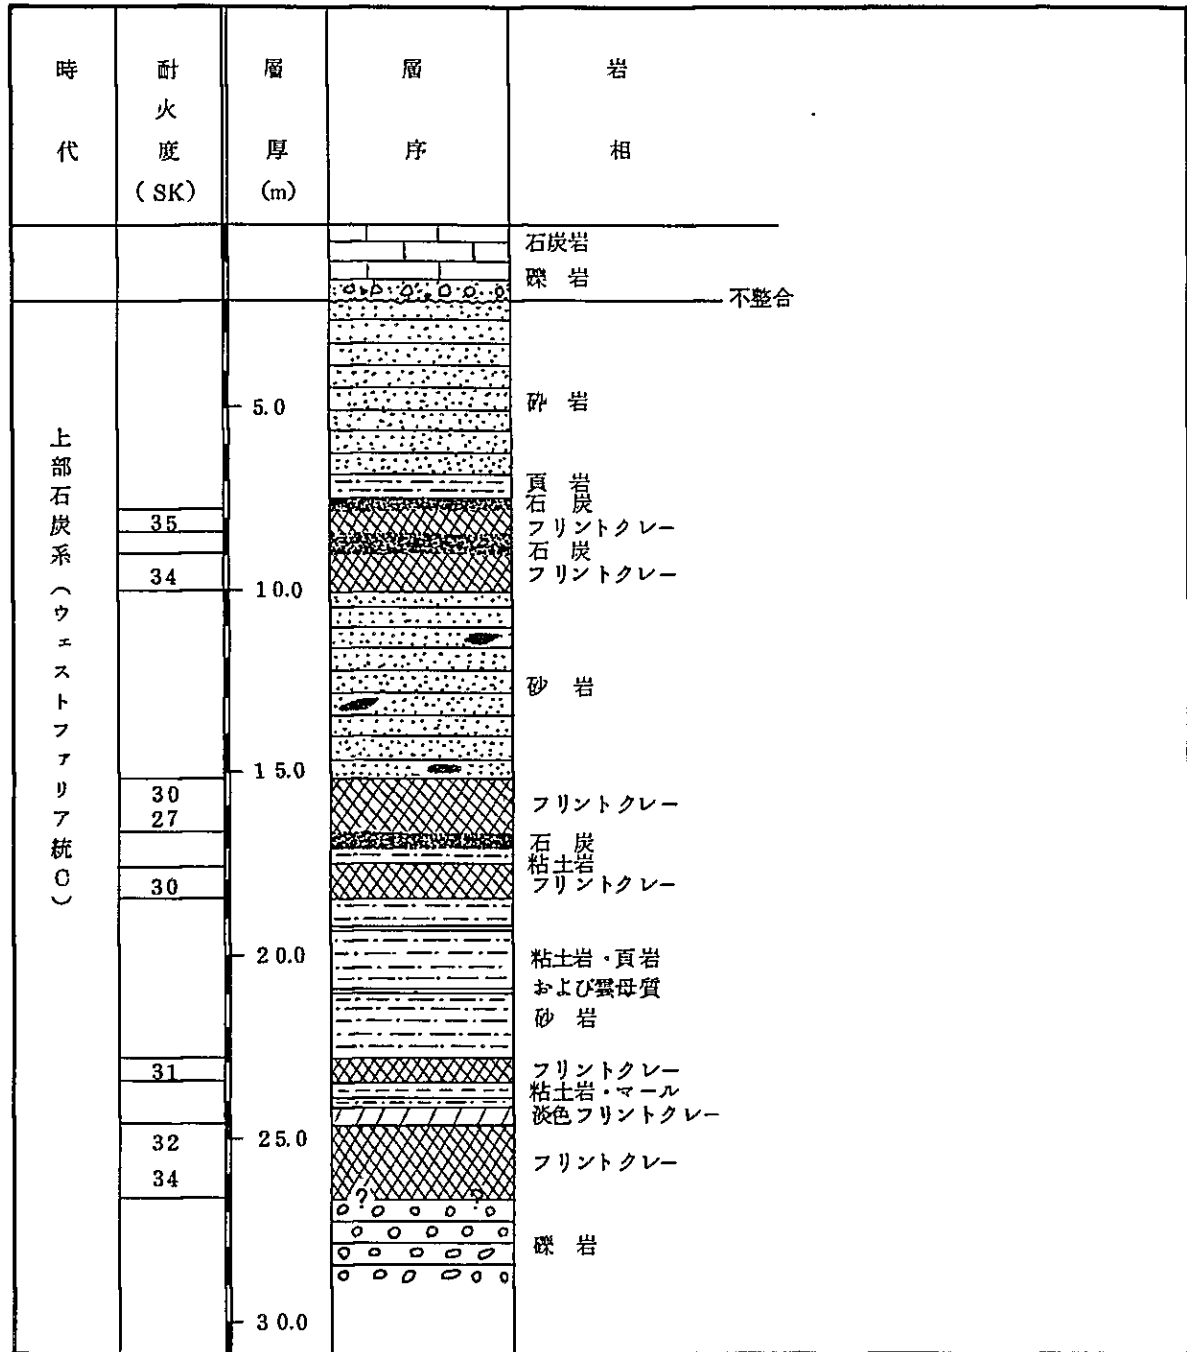 時代
耐火度
(SK)
層厚
(m)
層序
岩相
石炭岩
礫岩
不整合
5.0
砕岩
頁岩
石炭
35
フリントクレー
石炭
34
フリントクレー
10.0
砂岩
15.0
30
27
フリントクレー
石炭
粘土岩
30
フリントクレー
20.0
粘土岩・頁岩
および雲母質
砂岩
31
フリントクレー
粘土岩・マール
淡色フリントクレー
25.0
32
34
フリントクレー
? ?
礫岩
30.0
上部石炭系(ウェストファリア統C)